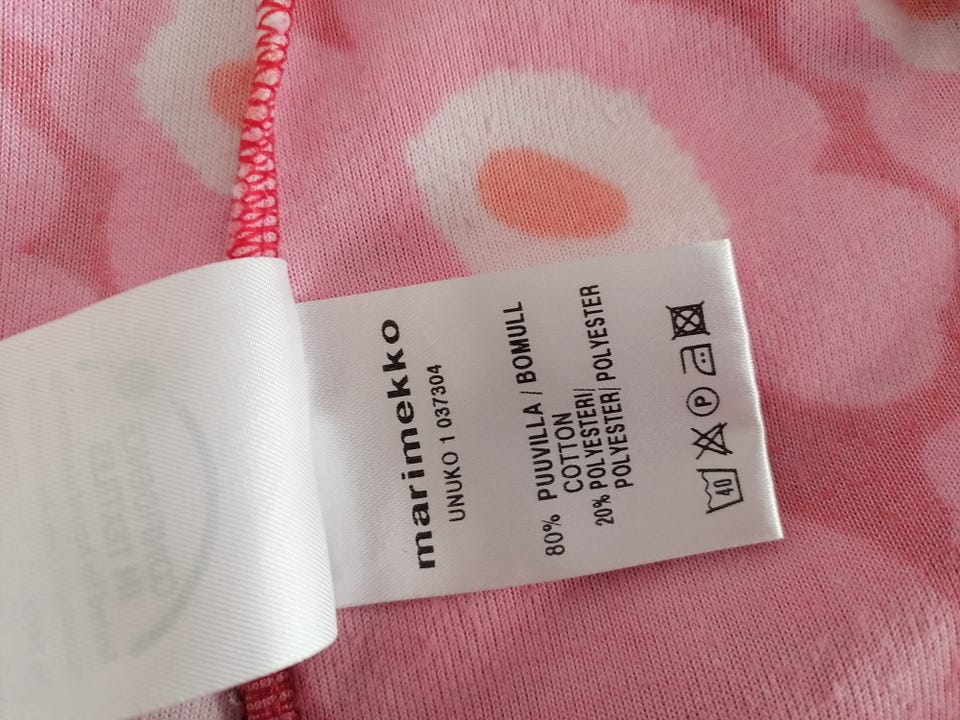 marimekko
UNUKO 1 037304
80% PUUVILLA / BOMULL
COTTON
20% POLYESTERI/
POLYESTER/ POLYESTER
40 P